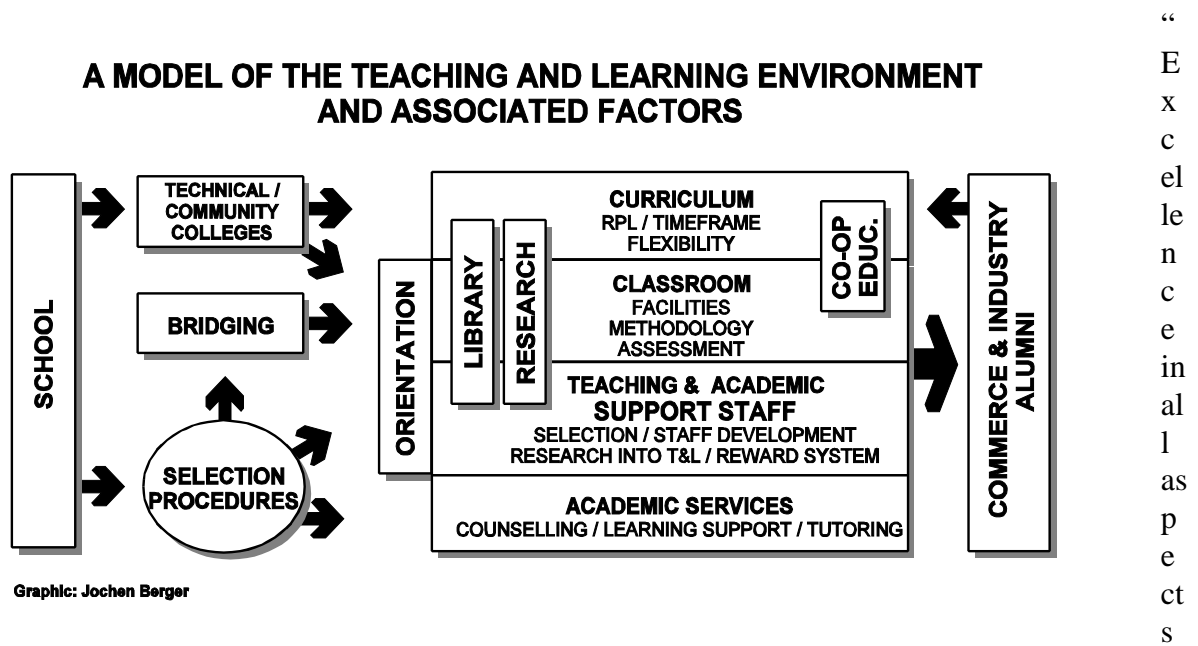 A MODEL OF THE TEACHING AND LEARNING ENVIRONMENT
AND ASSOCIATED FACTORS
SCHOOL
TECHNICAL /
COMMUNITY
COLLEGES
BRIDGING
SELECTION
PROCEDURES
ORIENTATION
LIBRARY
RESEARCH
CURRICULUM
RPL / TIMEFRAME
FLEXIBILITY
CO-OP
EDUC.
CLASSROOM
FACILITIES
METHODOLOGY
ASSESSMENT
TEACHING & ACADEMIC
SUPPORT STAFF
SELECTION / STAFF DEVELOPMENT
RESEARCH INTO T&L / REWARD SYSTEM
ACADEMIC SERVICES
COUNSELLING / LEARNING SUPPORT / TUTORING
COMMERCE & INDUSTRY
ALUMNI
Graphic: Jochen Berger
“
E
x
c
el
le
n
c
e
in
al
l
as
p
e
ct
s